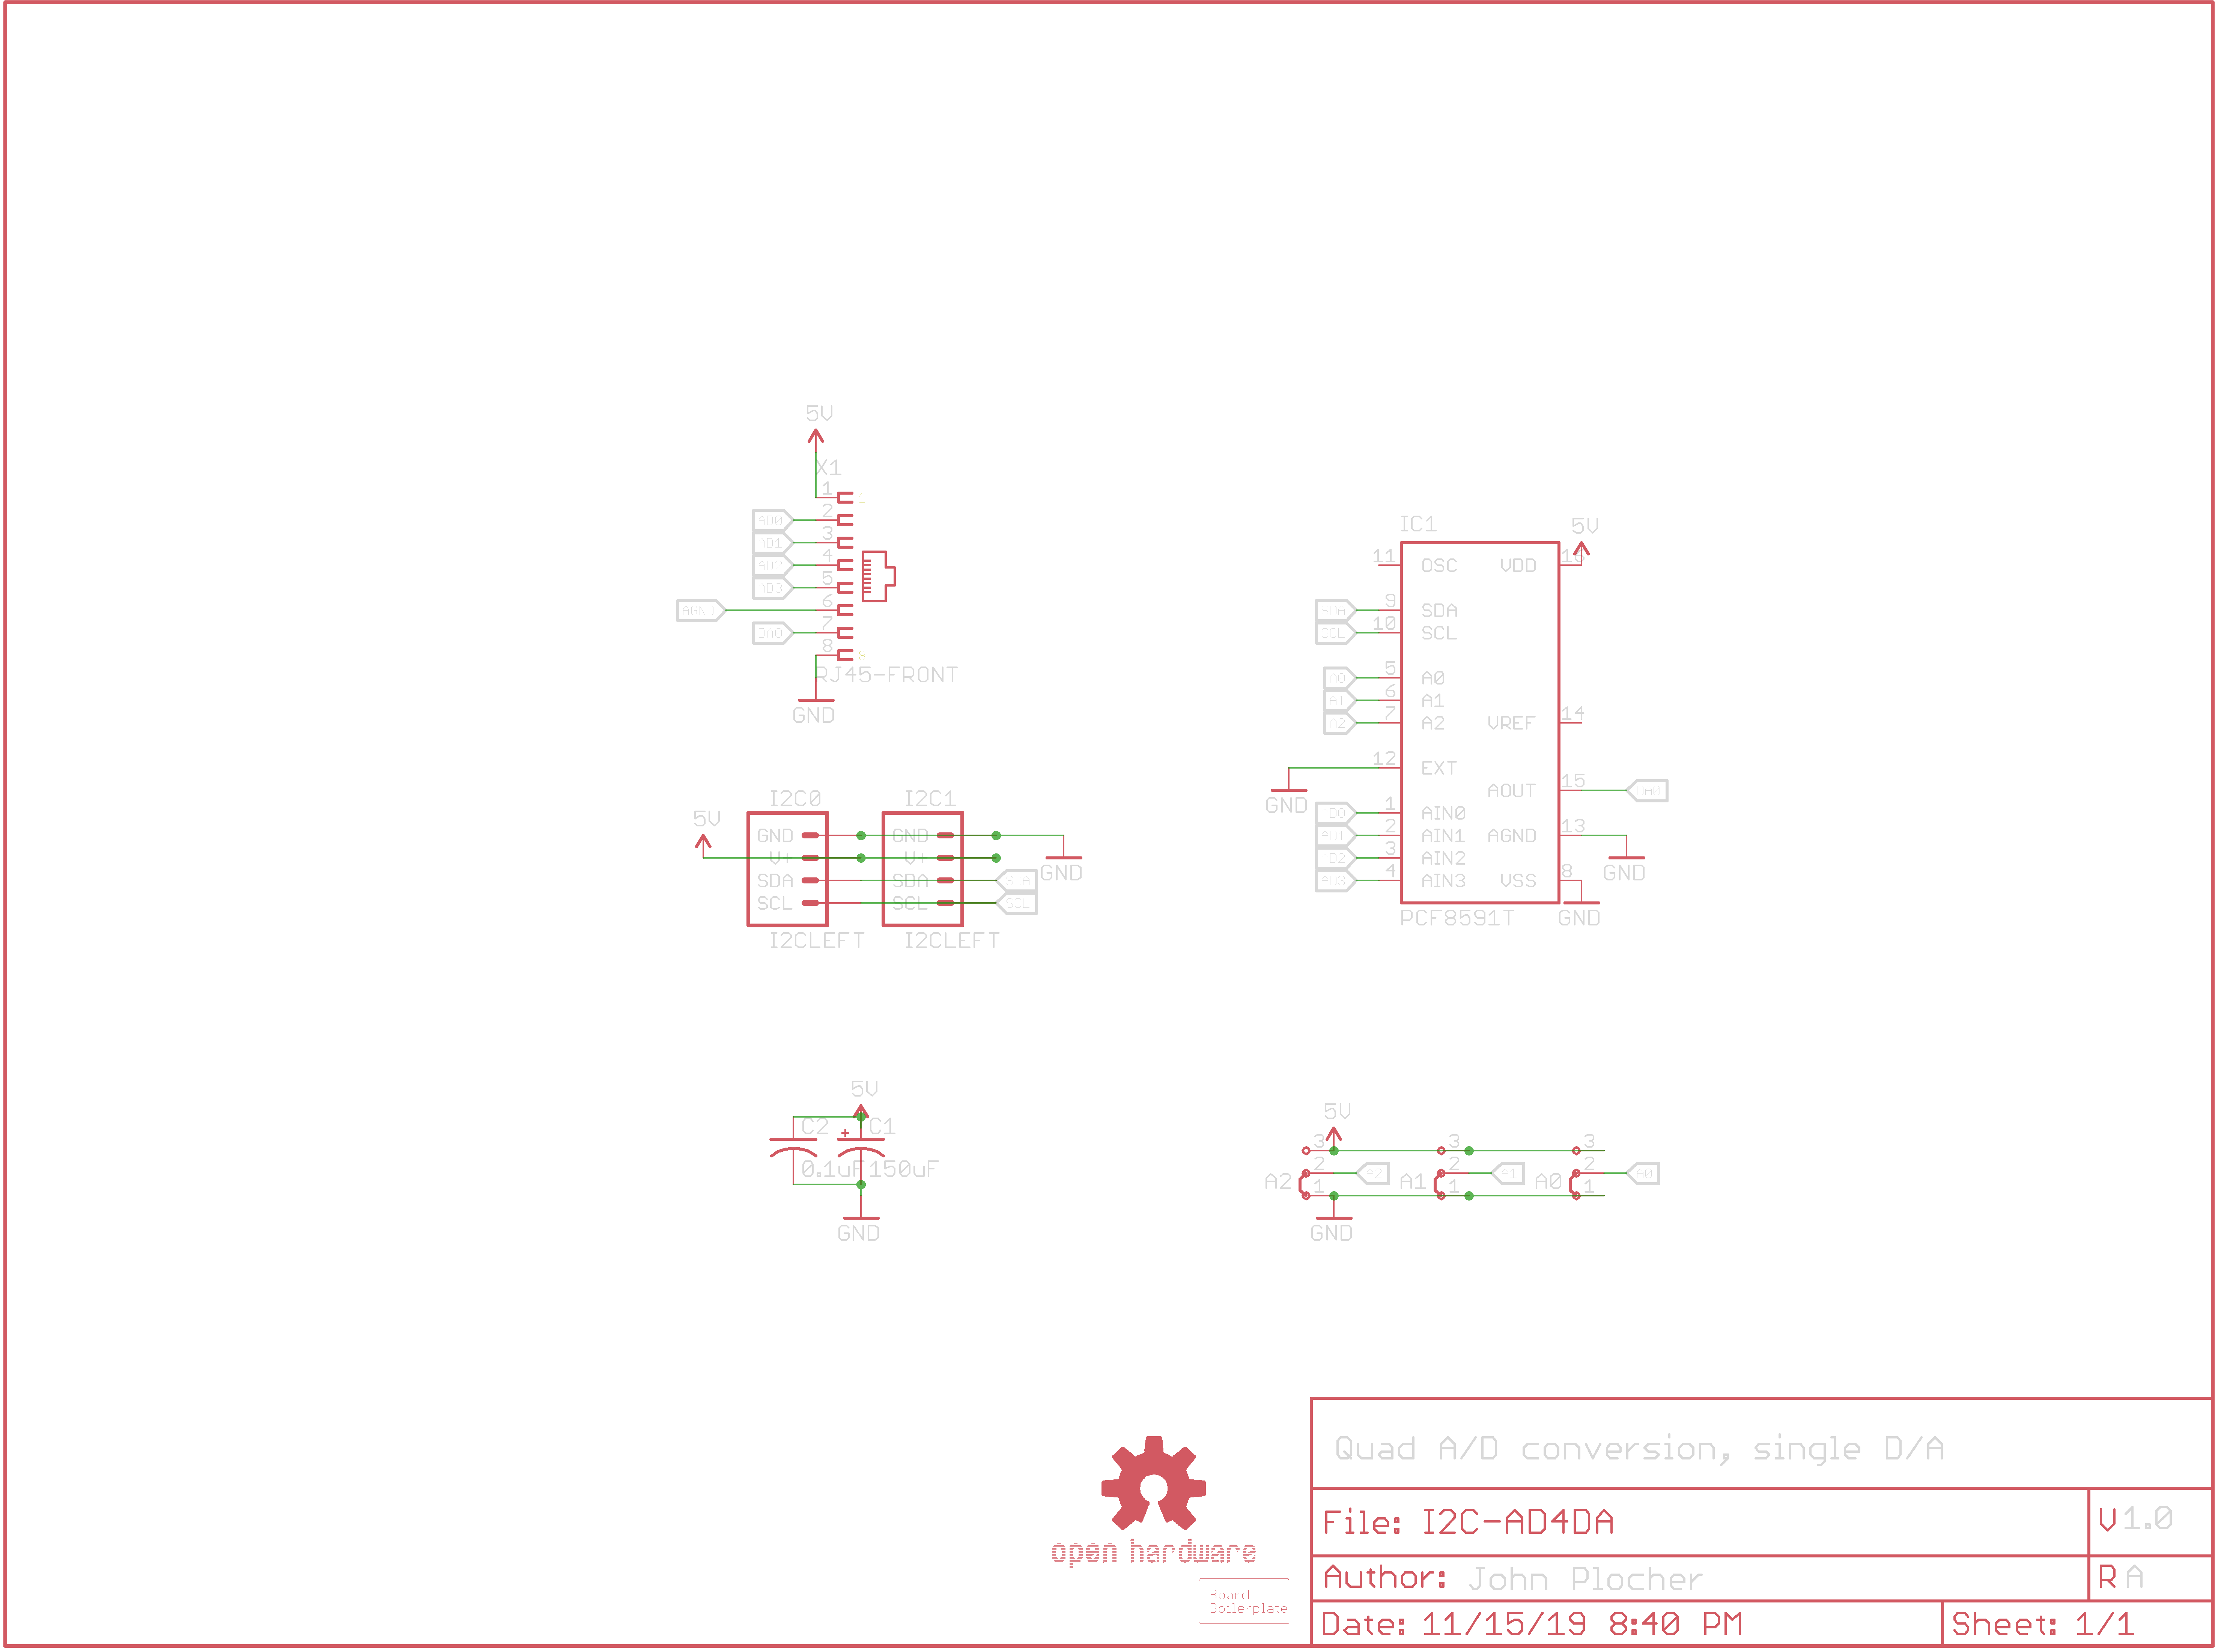 5V
X1
1
1
2
AD0
3
AD1
4
AD2
5
AD3
6
AGND
7
DA0
8
8
RJ45-FRONT
GND
IC1
5V
11
OSC
VDD
16
9
SDA
SDA
10
SCL
SCL
5
A0
A0
6
A1
A1
7
A2
A2
VREF
14
12
EXT
GND
15
AOUT
DA0
1
AD0
AIN0
2
AD1
AIN1
AGND
13
3
AD2
AIN2
GND
4
AD3
AIN3
VSS
8
PCF8591T
GND
I2C0
I2C1
5V
GND
GND
V+
V+
GND
SDA
SDA
SDA
SCL
SCL
SCL
I2CLEFT
I2CLEFT
5V
C2
C1
0.1uF
150uF
GND
5V
3
3
3
2
2
2
A2
A1
A0
A2
A1
A0
1
1
1
GND
Quad A/D conversion, single D/A
File: I2C-AD4DA
V 1.0
Author: John Plocher
R A
Date: 11/15/19 8:40 PM
Sheet: 1/1
open hardware
Board
Boilerplate